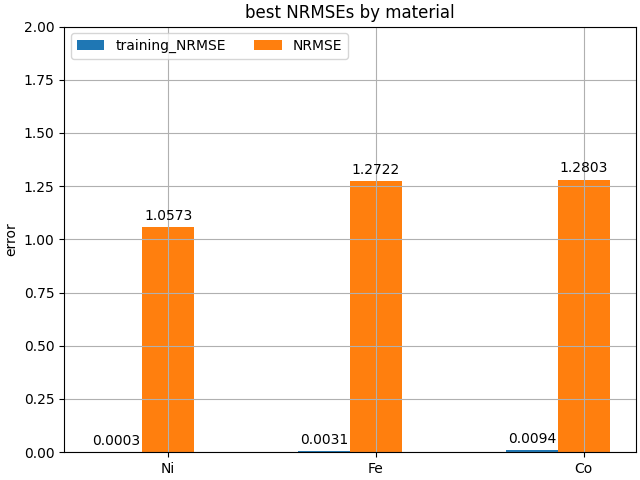 best NRMSEs by material
2.00
training_NRMSE NRMSE
1.75
1.50
1.2722 1.2803
1.25
1.0573
1.00
error
0.75
0.50
0.25
0.0003 0.0031 0.0094
0.00
Ni Fe Co